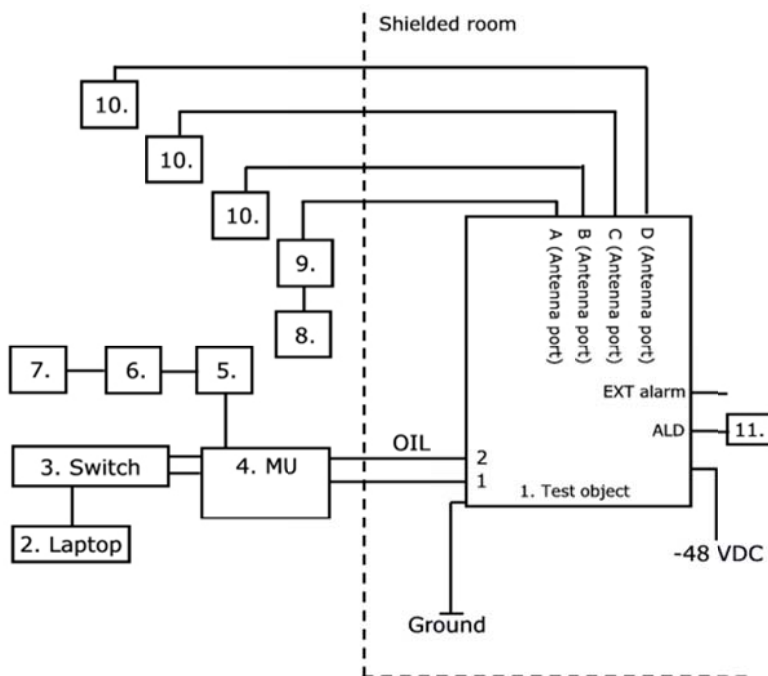 Shielded room
10.
10.
10.
9.
8.
A (Antenna port)
B (Antenna port)
C (Antenna port)
D (Antenna port)
7.
6.
5.
EXT alarm
ALD
11.
3. Switch
4. MU
OIL
2
1
1. Test object
2. Laptop
-48 VDC
Ground